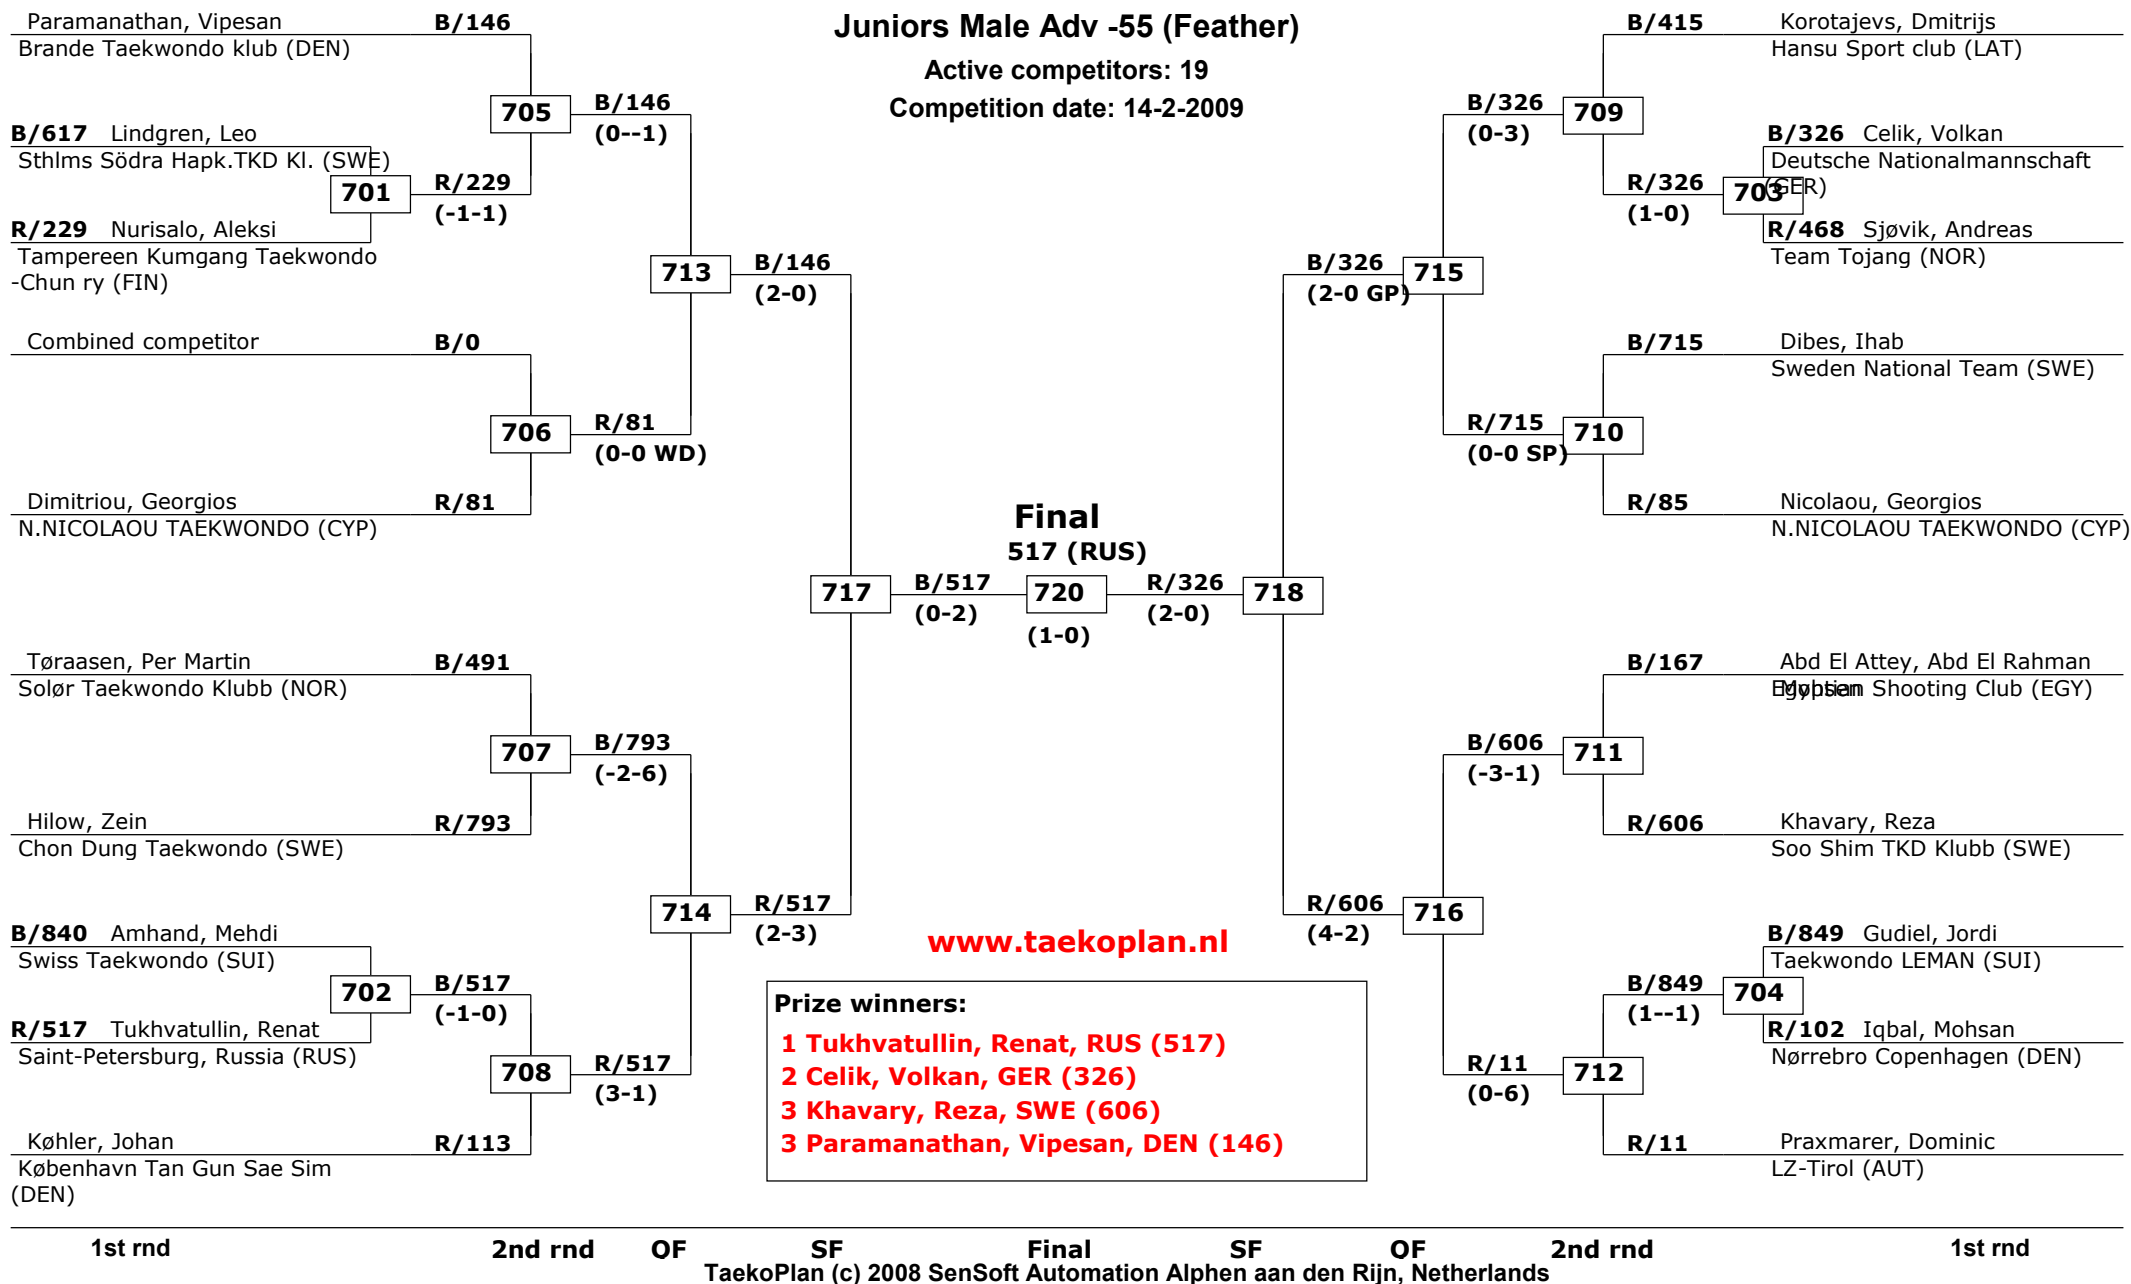 Juniors Male Adv -55 (Feather)
Active competitors: 19
Competition date: 14-2-2009
Paramanathan, Vipesan B/146
Brande Taekwondo klub (DEN)
705
B/146
(0--1)
B/617 Lindgren, Leo
Sthlms Södra Hapk.TKD Kl. (SWE)
701
R/229
(-1-1)
R/229 Nurisalo, Aleksi
Tampereen Kumgang Taekwondo
-Chun ry (FIN)
713
B/146
(2-0)
Combined competitor B/0
706
R/81
(0-0 WD)
Dimitriou, Georgios R/81
N.NICOLAOU TAEKWONDO (CYP)
717
B/517
(0-2)
Tøraasen, Per Martin B/491
Solør Taekwondo Klubb (NOR)
707
B/793
(-2-6)
Hilow, Zein R/793
Chon Dung Taekwondo (SWE)
714
R/517
(2-3)
B/840 Amhand, Mehdi
Swiss Taekwondo (SUI)
702
B/517
(-1-0)
R/517 Tukhvatullin, Renat
Saint-Petersburg, Russia (RUS)
708
R/517
(3-1)
Køhler, Johan R/113
København Tan Gun Sae Sim
(DEN)
Final
517 (RUS)
720
(1-0)
B/415 Korotajevs, Dmitrijs
Hansu Sport club (LAT)
B/326
(0-3)
709
B/326 Celik, Volkan
Deutsche Nationalmannschaft
(GER)
R/326
(1-0)
703
R/468 Sjøvik, Andreas
Team Tojang (NOR)
B/326
(2-0 GP)
715
B/715 Dibes, Ihab
Sweden National Team (SWE)
R/715
(0-0 SP)
710
R/85 Nicolaou, Georgios
N.NICOLAOU TAEKWONDO (CYP)
R/326
(2-0)
718
B/167 Abd El Attey, Abd El Rahman
Mohsen
Egyptian Shooting Club (EGY)
B/606
(-3-1)
711
R/606 Khavary, Reza
Soo Shim TKD Klubb (SWE)
R/606
(4-2)
716
B/849 Gudiel, Jordi
Taekwondo LEMAN (SUI)
B/849
(1--1)
704
R/102 Iqbal, Mohsan
Nørrebro Copenhagen (DEN)
R/11
(0-6)
712
R/11 Praxmarer, Dominic
LZ-Tirol (AUT)
www.taekoplan.nl
Prize winners:
1 Tukhvatullin, Renat, RUS (517)
2 Celik, Volkan, GER (326)
3 Khavary, Reza, SWE (606)
3 Paramanathan, Vipesan, DEN (146)
1st rnd 2nd rnd QF SF Final SF QF 2nd rnd 1st rnd
TaekoPlan (c) 2008 SenSoft Automation Alphen aan den Rijn, Netherlands